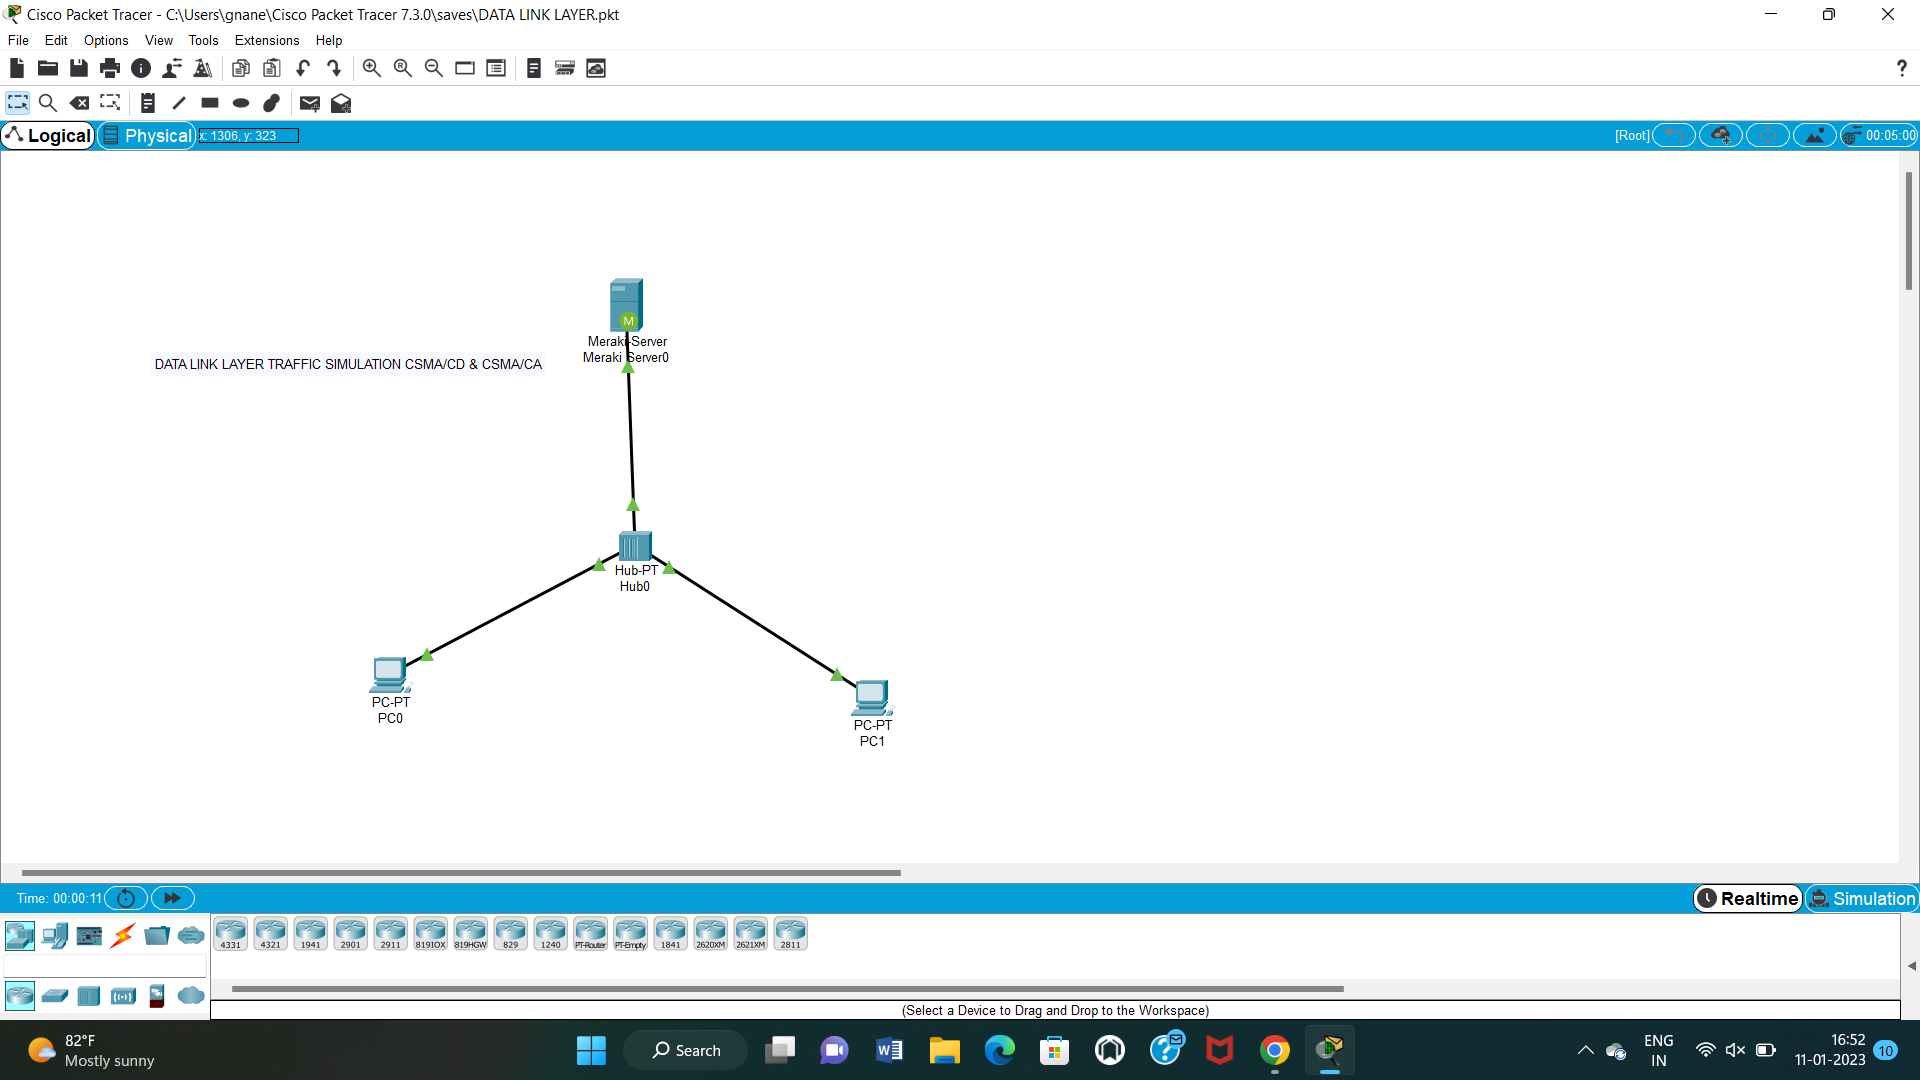 Cisco Packet Tracer - C:\Users\gnane\Cisco Packet Tracer 7.3.0\saves\DATA LINK LAYER.pkt
File Edit Options View Tools Extensions Help
?
Logical Physical x: 1306, y: 323 [Root] 00:05:00
M
Meraki-Server
Meraki Server0
DATA LINK LAYER TRAFFIC SIMULATION CSMA/CD & CSMA/CA
Hub-PT
Hub0
PC-PT
PC0
PC-PT
PC1
Time: 00:00:11 Realtime Simulation
4331 4321 1941 2901 2911 819IOX 819HGW 829 1240 PT-Router PT-Empty 1841 2620XM 2621XM 2811
(Select a Device to Drag and Drop to the Workspace)
82°F
Mostly sunny
Search
ENG
IN
16:52
11-01-2023
10